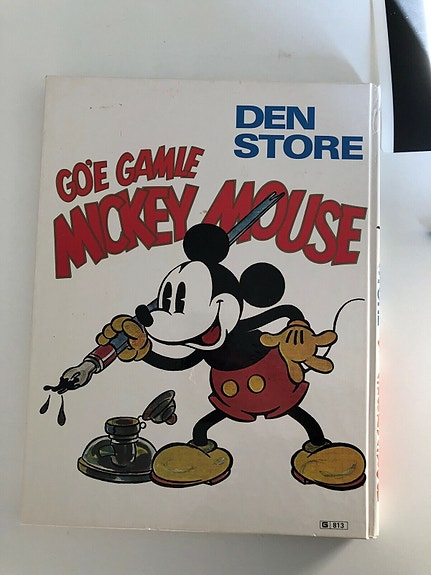 DEN
STORE
GO'E GAMLE
MICKEY MOUSE
G 813